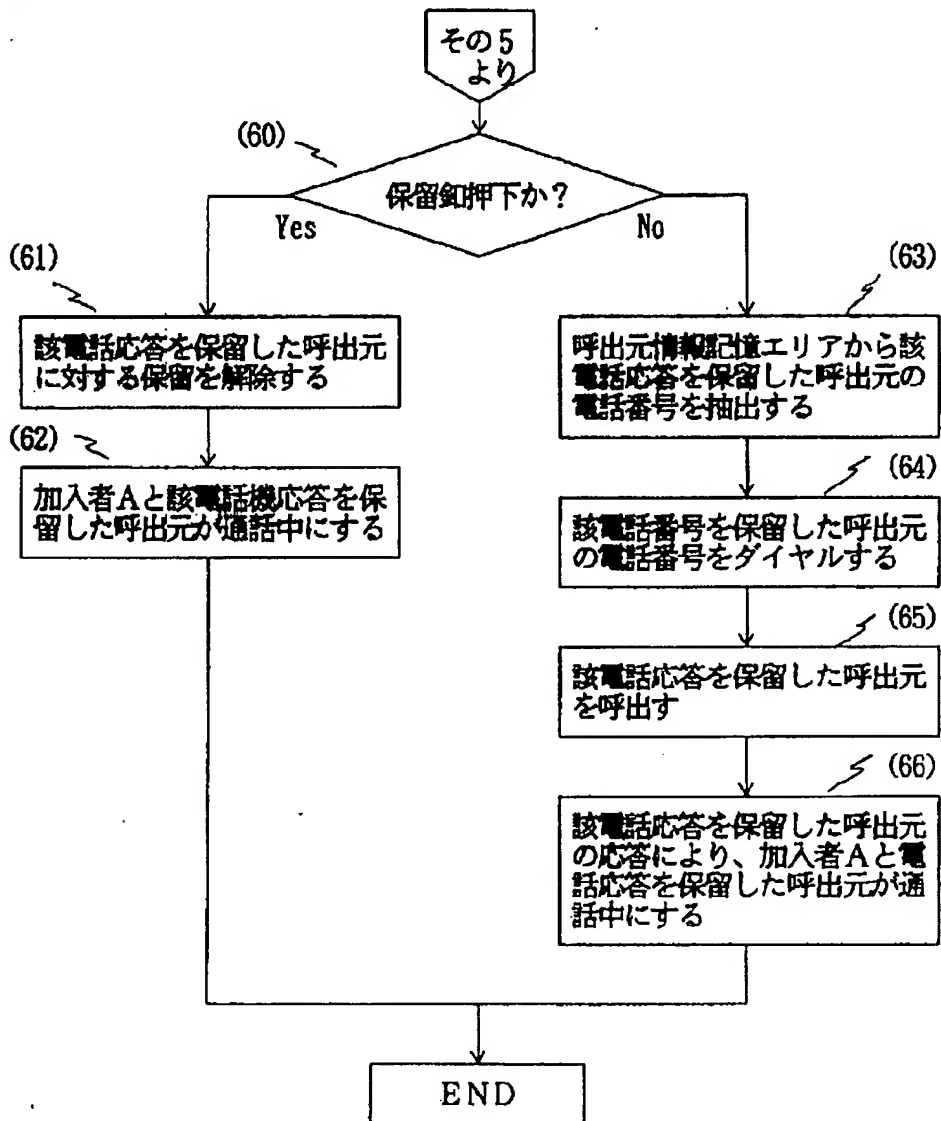 その5
より
(60)
保留釦押下か?
Yes
No
(61)
該電話応答を保留した呼出元
に対する保留を解除する
(62)
加入者Aと該電話機応答を保
留した呼出元が通話中にする
(63)
呼出元情報記憶エリアから該
電話応答を保留した呼出元の
電話番号を抽出する
(64)
該電話番号を保留した呼出元
の電話番号をダイヤルする
(65)
該電話応答を保留した呼出元
を呼出す
(66)
該電話応答を保留した呼出元
の応答により、加入者Aと電
話応答を保留した呼出元が通
話中にする
END